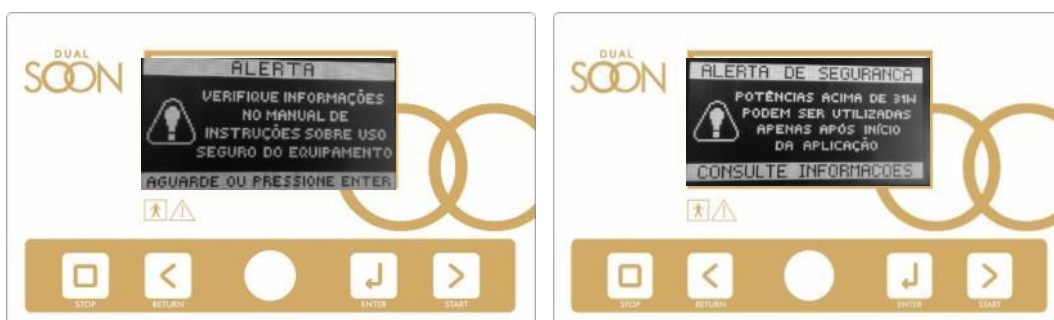 DUAL
SOON
ALERTA
VERIFIQUE INFORMAÇÕES
NO MANUAL DE
INSTRUÇÕES SOBRE USO
SEGURO DO EQUIPAMENTO
AGUARDE OU PRESSIONE ENTER
STOP
RETURN
ENTER
START
DUAL
SOON
ALERTA DE SEGURANCA
POTÊNCIAS ACIMA DE 31W
PODEM SER UTILIZADAS
APENAS APÓS INÍCIO
DA APLICAÇÃO
CONSULTE INFORMACOES
STOP
RETURN
ENTER
START